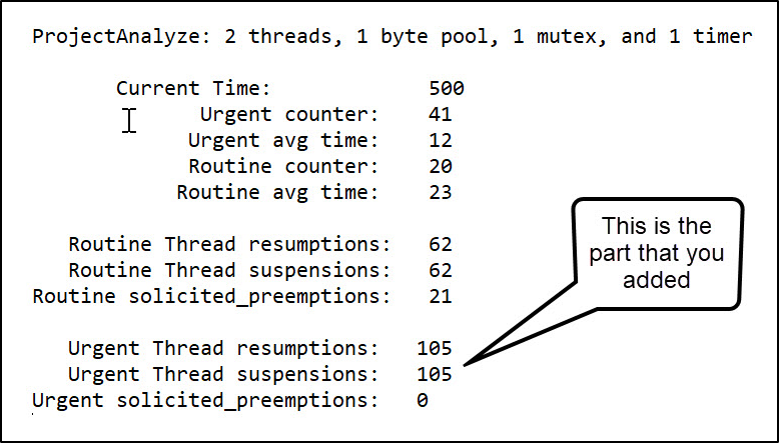 ProjectAnalyze: 2 threads, 1 byte pool, 1 mutex, and 1 timer
Current Time: 500
Urgent counter: 41
Urgent avg time: 12
Routine counter: 20
Routine avg time: 23
Routine Thread resumptions: 62
Routine Thread suspensions: 62
Routine solicited_preemptions: 21
Urgent Thread resumptions: 105
Urgent Thread suspensions: 105
Urgent solicited_preemptions: 0
This is the
part that you
added